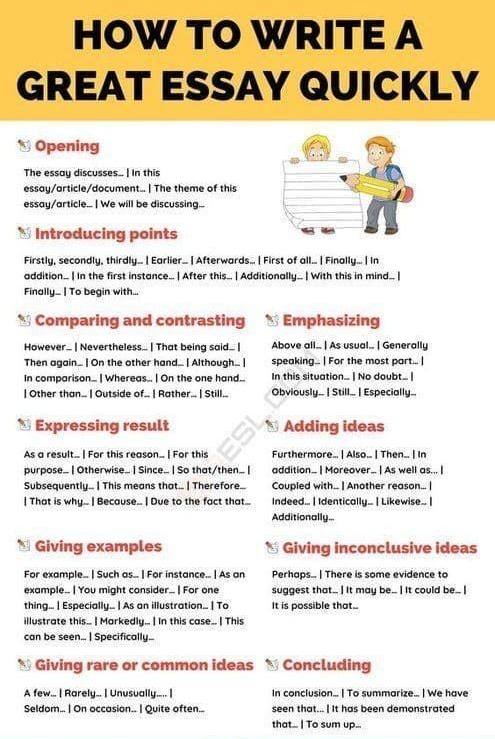 HOW TO WRITE A
GREAT ESSAY QUICKLY
Opening
The essay discusses... | In this
essay/article/document... | The theme of this
essay/article... | We will be discussing...
Introducing points
Firstly, secondly, thirdly... | Earlier... | Afterwards... | First of all... | Finally... | In
addition... | In the first instance... | After this... | Additionally... | With this in mind... |
Finally... | To begin with...
Comparing and contrasting
However... | Nevertheless... | That being said... |
Then again... | On the other hand... | Although... |
In comparison... | Whereas... | On the one hand...
| Other than... | Outside of... | Rather... | Still...
Emphasizing
Above all... | As usual... | Generally
speaking... | For the most part... |
In this situation... | No doubt... |
Obviously... | Still... | Especially...
Expressing result
As a result... | For this reason... | For this
purpose... | Otherwise... | Since... | So that/then... |
Subsequently... | This means that... | Therefore...
| That is why... | Because... | Due to the fact that...
Adding ideas
Furthermore... | Also... | Then... | In
addition... | Moreover... | As well as... |
Coupled with... | Another reason... |
Indeed... | Identically... | Likewise... |
Additionally...
Giving examples
For example... | Such as... | For instance... | As an
example... | You might consider... | For one
thing... | Especially... | As an illustration... | To
illustrate this... | Markedly... | In this case... | This
can be seen... | Specifically...
Giving inconclusive ideas
Perhaps... | There is some evidence to
suggest that... | It may be... | It could be... |
It is possible that...
Giving rare or common ideas
A few... | Rarely... | Unusually..... |
Seldom... | On occasion... | Quite often...
Concluding
In conclusion... | To summarize... | We have
seen that... | It has been demonstrated
that... | To sum up...